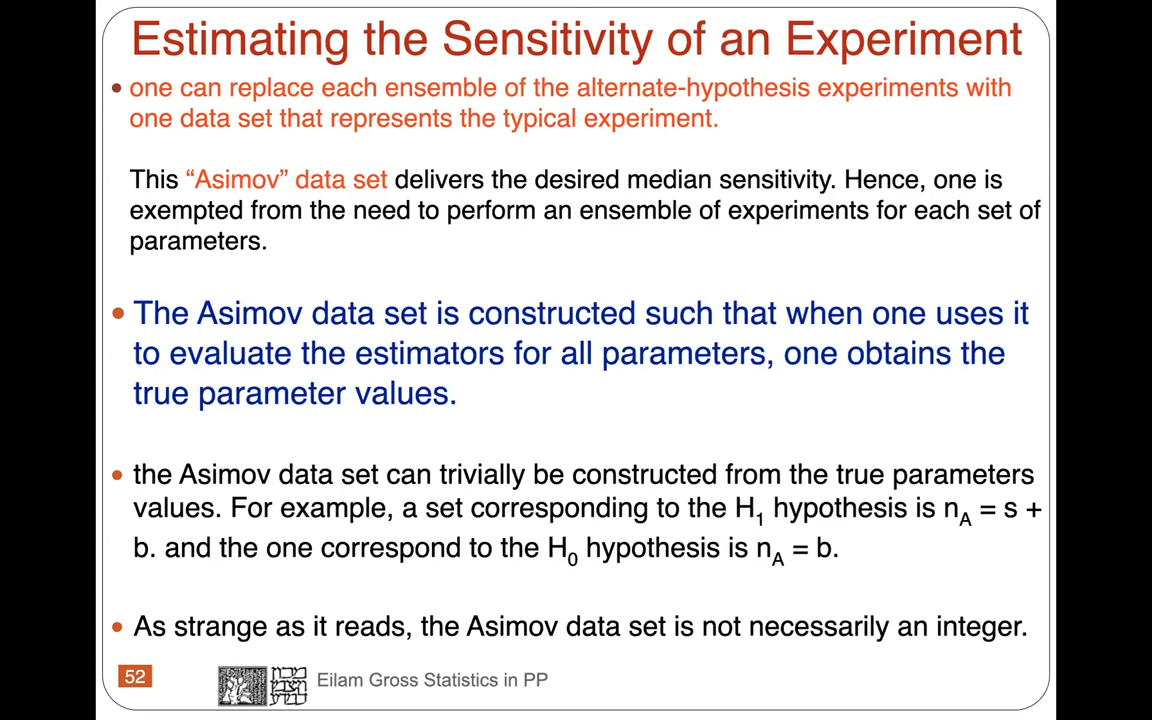 Estimating the Sensitivity of an Experiment
• one can replace each ensemble of the alternate-hypothesis experiments with
one data set that represents the typical experiment.
This “Asimov” data set delivers the desired median sensitivity. Hence, one is
exempted from the need to perform an ensemble of experiments for each set of
parameters.
• The Asimov data set is constructed such that when one uses it
to evaluate the estimators for all parameters, one obtains the
true parameter values.
• the Asimov data set can trivially be constructed from the true parameters
values. For example, a set corresponding to the H₁ hypothesis is n_A = s +
b. and the one correspond to the H₀ hypothesis is n_A = b.
• As strange as it reads, the Asimov data set is not necessarily an integer.
52
Eilam Gross Statistics in PP